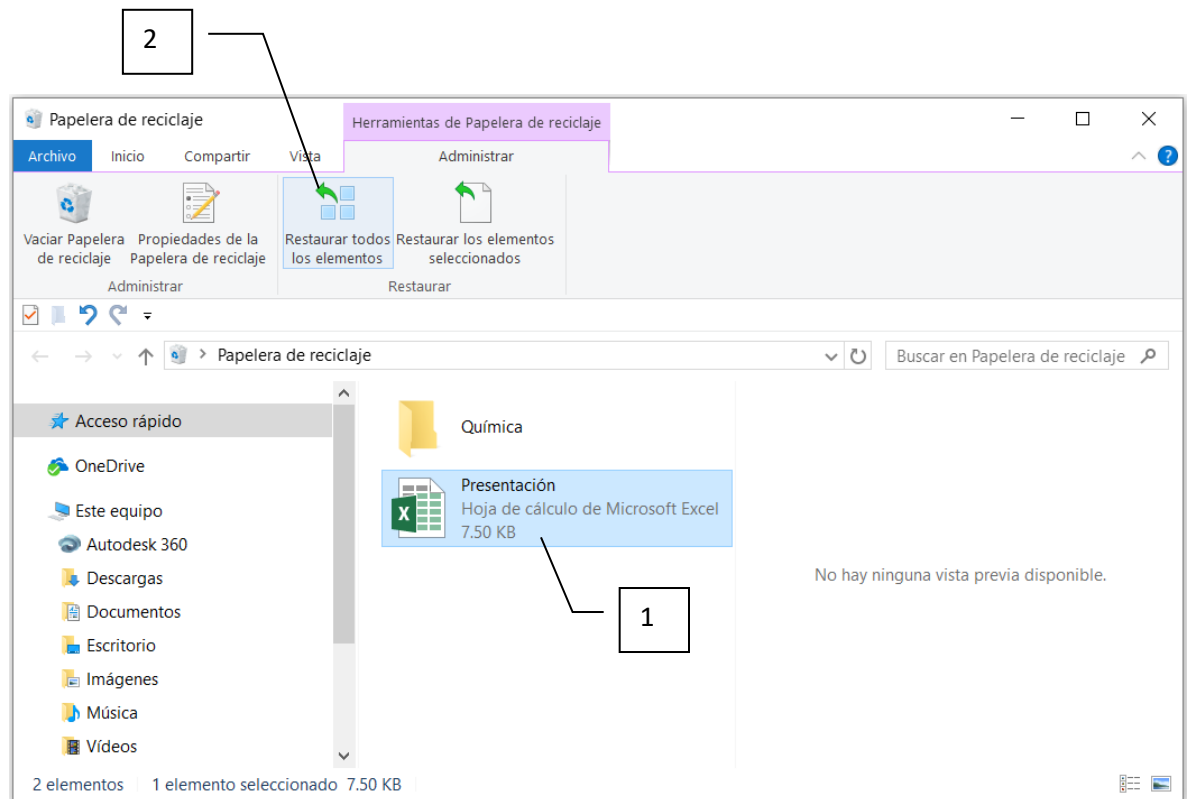 2
Papelera de reciclaje
Herramientas de Papelera de reciclaje
Archivo Inicio Compartir Vista Administrar
Vaciar Papelera de reciclaje
Propiedades de la Papelera de reciclaje
Restaurar todos los elementos
Restaurar los elementos seleccionados
Administrar
Restaurar
Papelera de reciclaje
Buscar en Papelera de reciclaje
Acceso rápido
OneDrive
Este equipo
Autodesk 360
Descargas
Documentos
Escritorio
Imágenes
Música
Vídeos
Química
Presentación
Hoja de cálculo de Microsoft Excel
7.50 KB
1
No hay ninguna vista previa disponible.
2 elementos 1 elemento seleccionado 7.50 KB